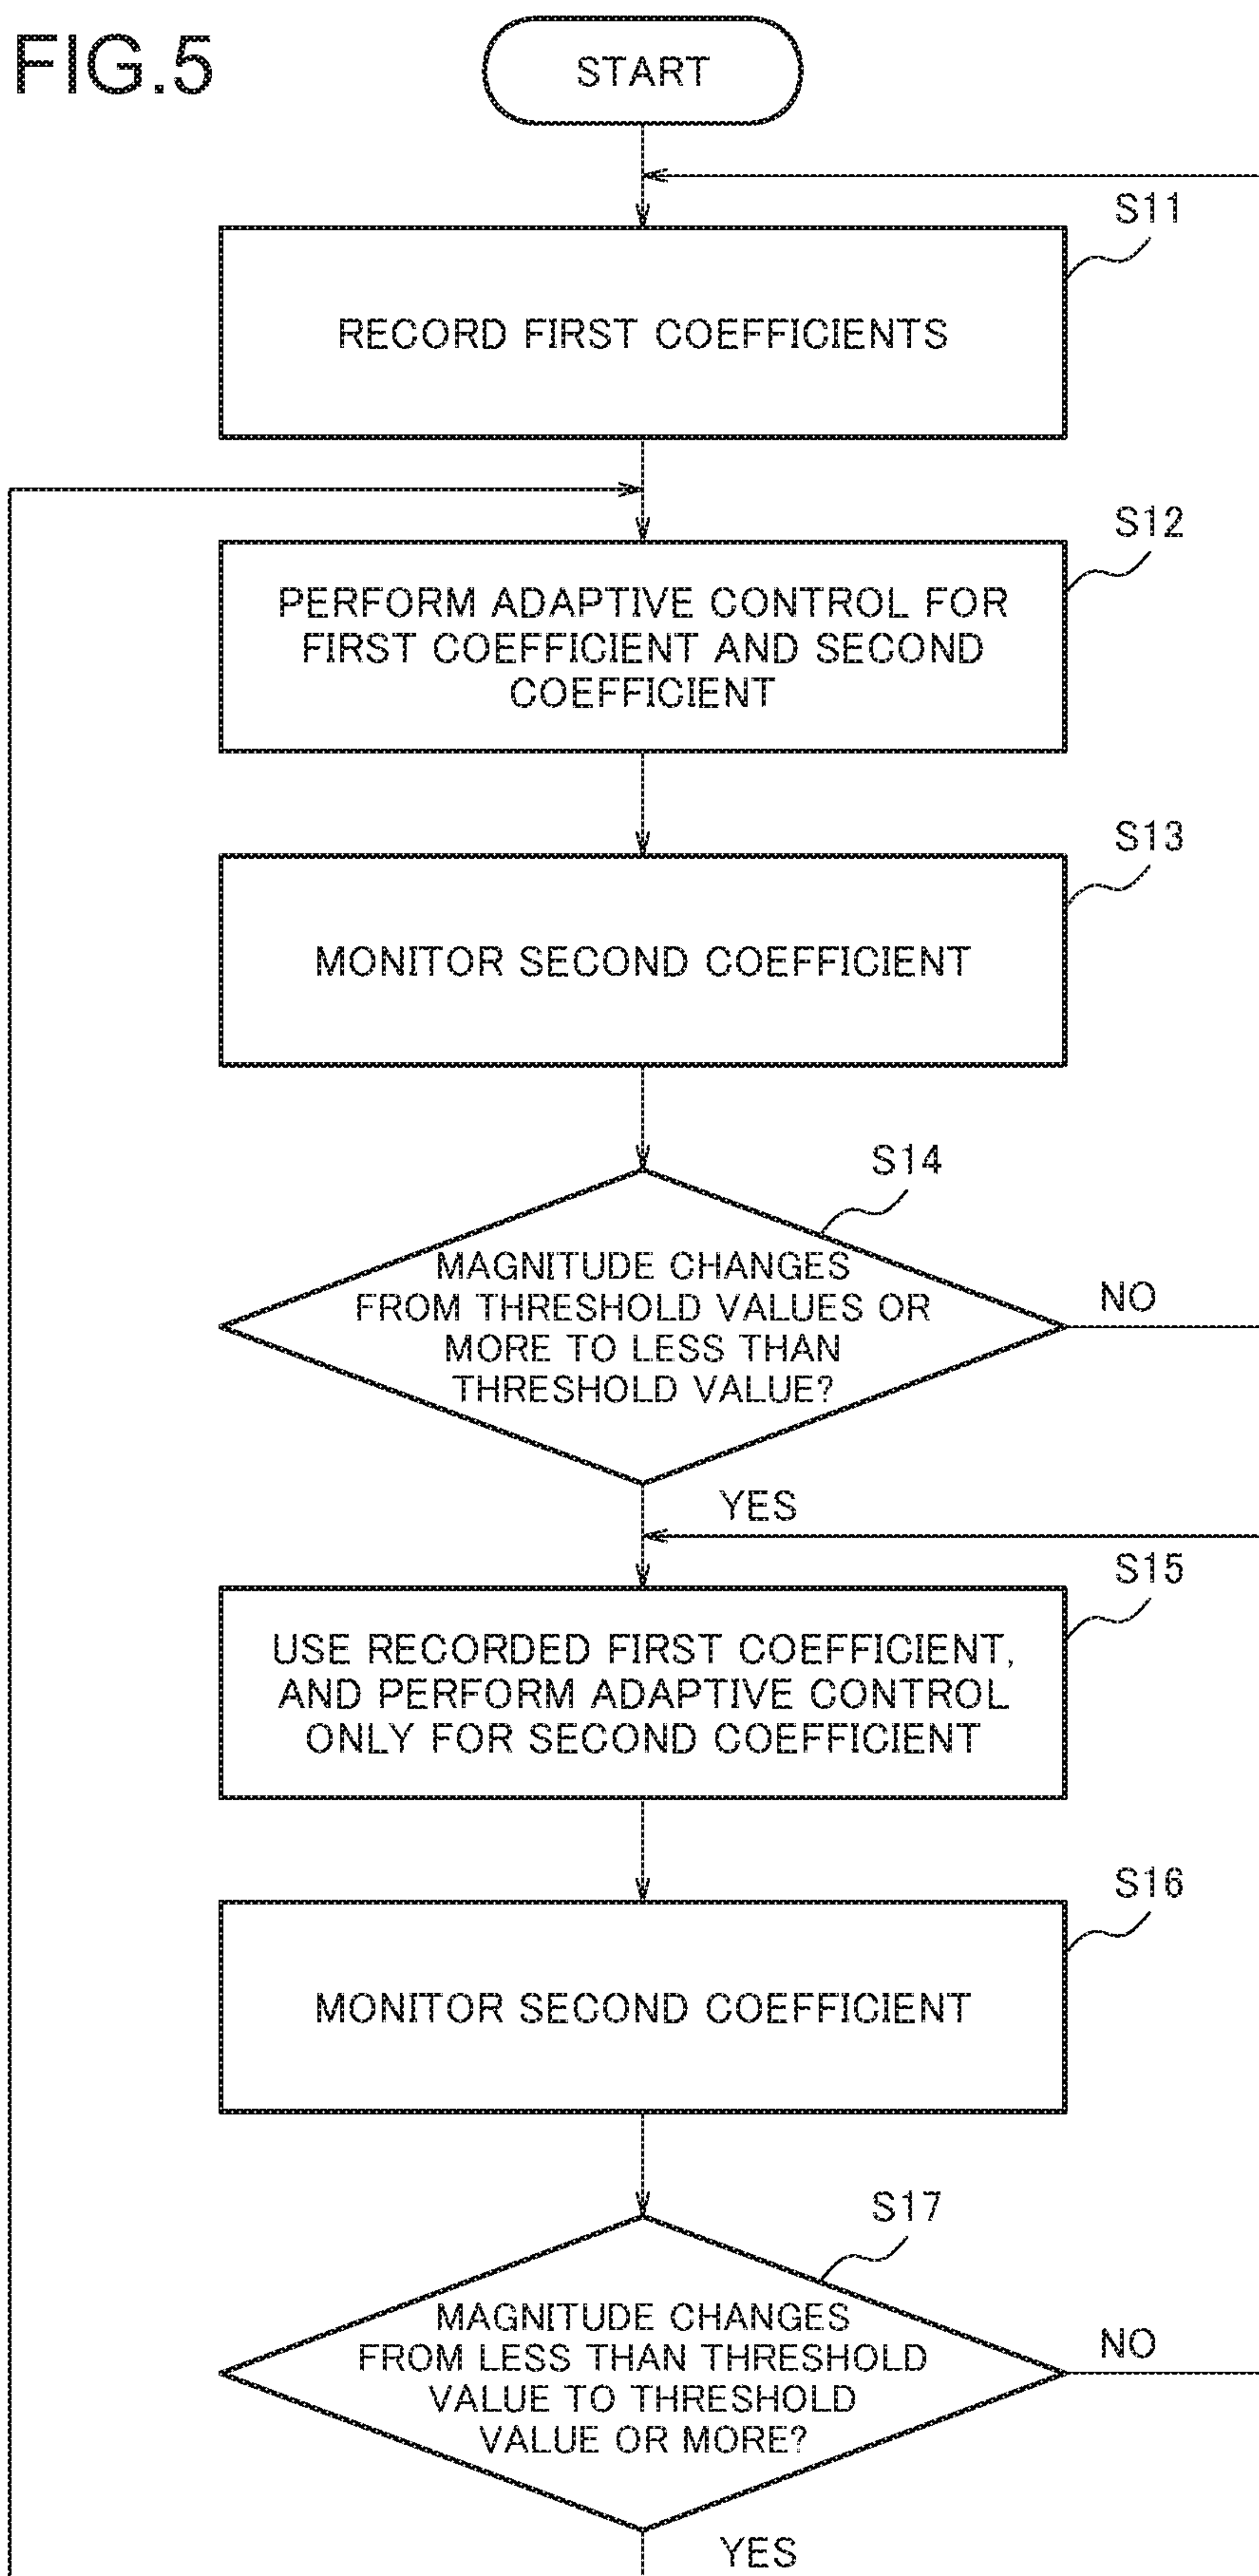 FIG.5
START
S11
RECORD FIRST COEFFICIENTS
S12
PERFORM ADAPTIVE CONTROL FOR
FIRST COEFFICIENT AND SECOND
COEFFICIENT
S13
MONITOR SECOND COEFFICIENT
S14
MAGNITUDE CHANGES
FROM THRESHOLD VALUES OR
MORE TO LESS THAN
THRESHOLD VALUE?
NO
YES
S15
USE RECORDED FIRST COEFFICIENT,
AND PERFORM ADAPTIVE CONTROL
ONLY FOR SECOND COEFFICIENT
S16
MONITOR SECOND COEFFICIENT
S17
MAGNITUDE CHANGES
FROM LESS THAN THRESHOLD
VALUE TO THRESHOLD
VALUE OR MORE?
NO
YES